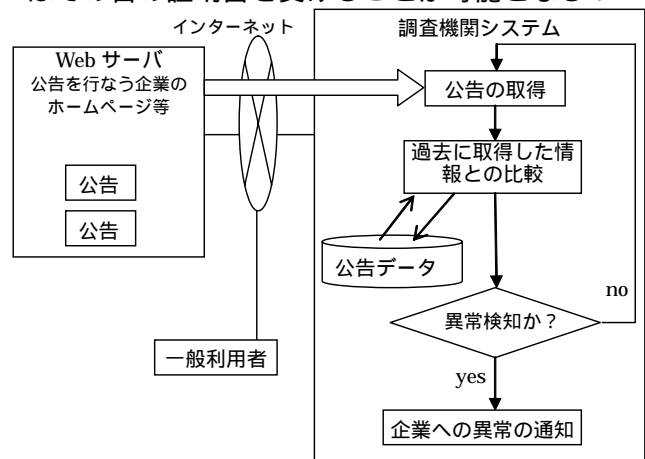 インターネット
調査機関システム
Web サーバ
公告を行なう企業の
ホームページ等
公告
公告
公告の取得
過去に取得した情
報との比較
公告データ
異常検知か？
no
yes
一般利用者
企業への異常の通知